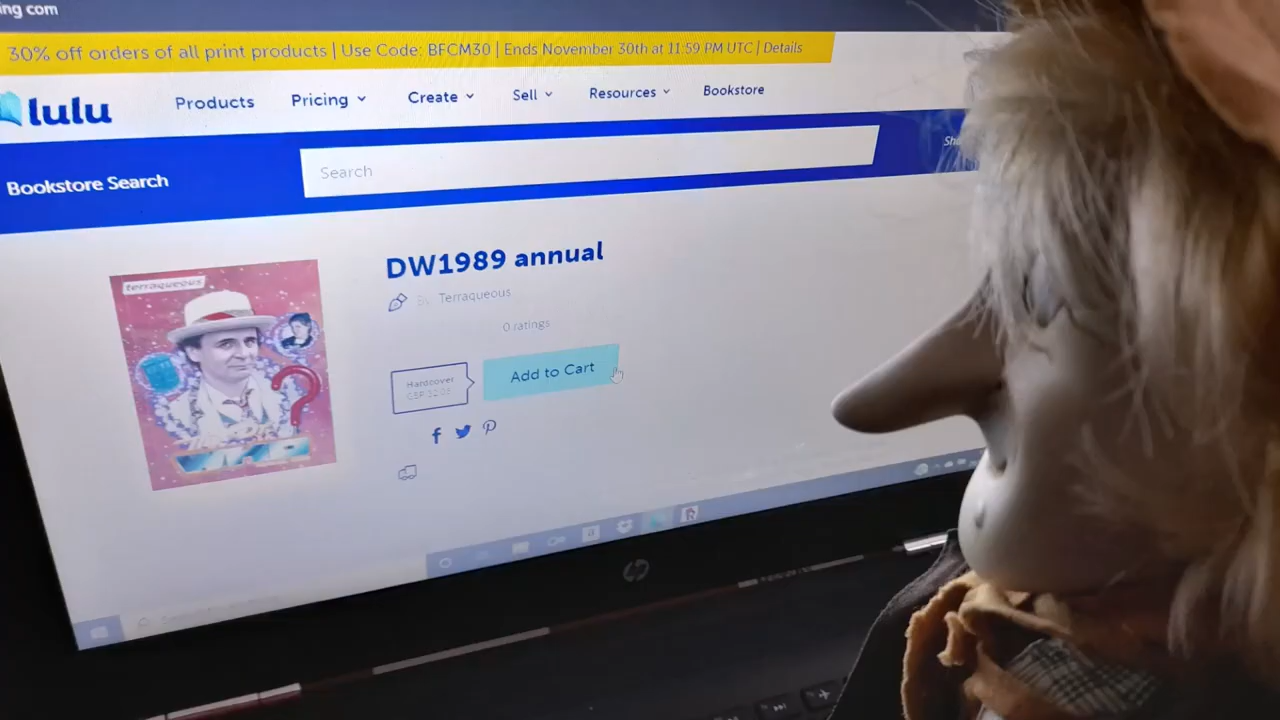 ing com
30% off orders of all print products | Use Code: BFCM30 | Ends November 30th at 11:59 PM UTC | Details
lulu
Products
Pricing
Create
Sell
Resources
Bookstore
Bookstore Search
Search
DW1989 annual
By Terraqueous
0 ratings
Hardcover
Add to Cart
terraqueous
hp